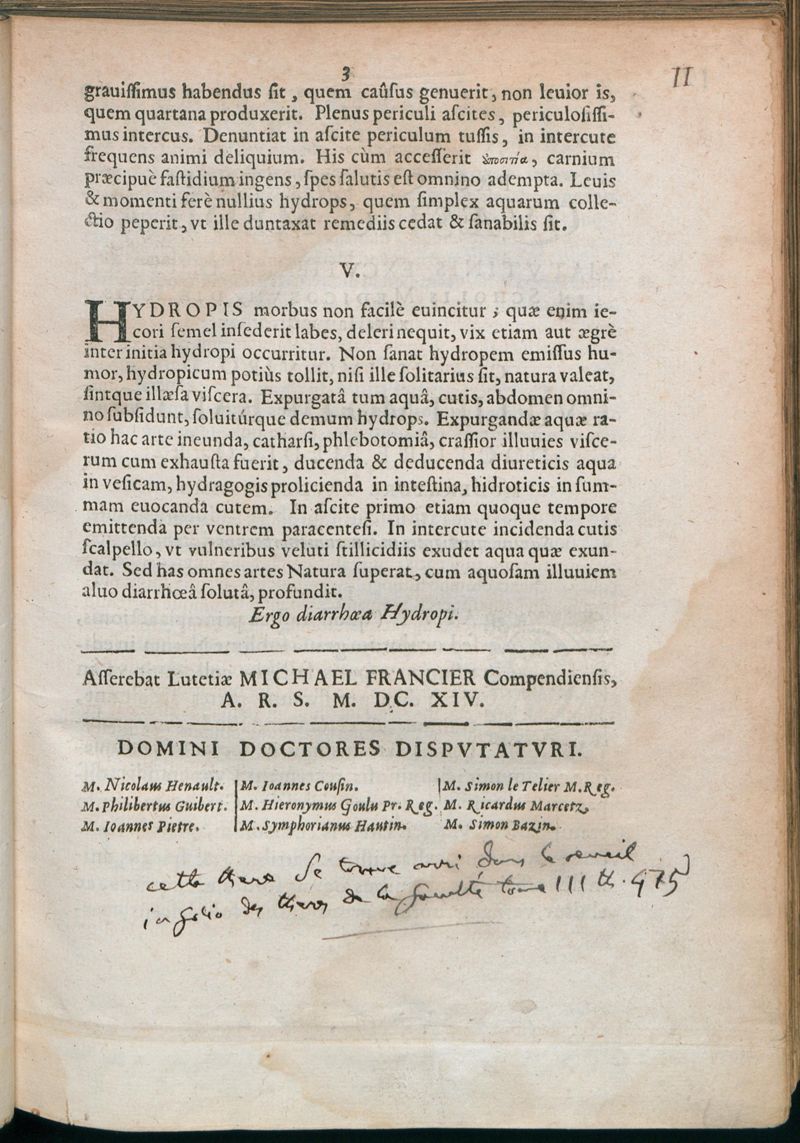 3
II
grauiſſimus habendus ſit, quem caûſus genuerit, non leuior is,
quem quartana produxerit. Plenus periculi aſcites, periculoſiſſi-
mus intercus. Denuntiat in aſcite periculum tuſſis, in intercute
frequens animi deliquium. His cùm acceſſerit , carnium
præcipuè faſtidium ingens, ſpes ſalutis eſt omnino adempta. Leuis
& momenti ferè nullius hydrops, quem ſimplex aquarum colle-
ctio peperit, vt ille duntaxat remediis cedat & ſanabilis ſit.
V.
HYDROPIS morbus non facilè euincitur; quæ enim ie-
cori ſemel inſederit labes, deleri nequit, vix etiam aut ægrè
inter initia hydropi occurritur. Non ſanat hydropem emiſſus hu-
mor, hydropicum potiùs tollit, niſi ille ſolitarius ſit, natura valeat,
ſintque illæſa viſcera. Expurgatâ tum aquâ, cutis, abdomen omni-
no ſubſidunt, ſoluitúrque demum hydrops. Expurgandæ aquæ ra-
tio hac arte ineunda, catharſi, phlebotomiâ, craſſior illuuies viſce-
rum cum exhauſta fuerit, ducenda & deducenda diureticis aqua
in veſicam, hydragogis prolicienda in inteſtina, hidroticis in ſum-
mam euocanda cutem. In aſcite primo etiam quoque tempore
emittenda per ventrem paracenteſi. In intercute incidenda cutis
ſcalpello, vt vulneribus veluti ſtillicidiis exudet aqua quæ exun-
dat. Sed has omnes artes Natura ſuperat, cum aquoſam illuuiem
aluo diarrhœâ ſolutâ, profundit.
Ergo diarrhœa Hydropi.
Aſſerebat Lutetiæ MICHAEL FRANCIER Compendienſis,
A. R. S. M. DC. XIV.
DOMINI DOCTORES DISPVTATVRI.
M. Nicolaus Henault. M. Ioannes Couſin. M. Simon le Telier M. Reg.
M. Philibertus Guibert. M. Hieronymus Goulu Pr. Reg. M. Ricardus Marcetz.
M. Ioannes Pietre. M. Symphorianus Hautin. M. Simon Bazin.
cette these se trouve aussi dans le recueil
in folio des theses de la faculté tome III th. 975